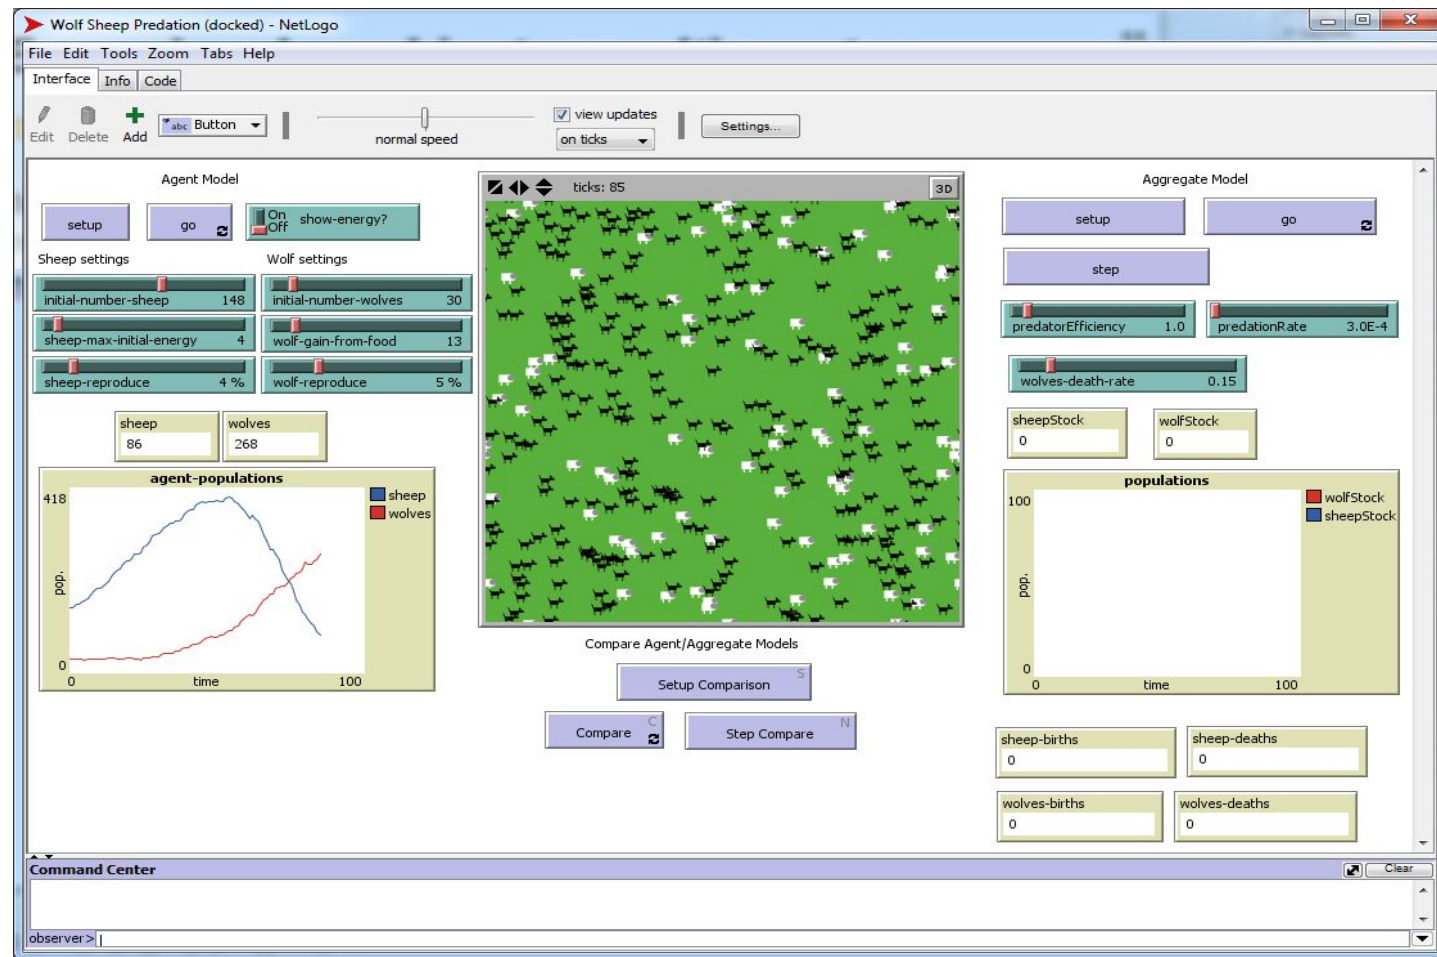 Wolf Sheep Predation (docked) - NetLogo
File Edit Tools Zoom Tabs Help
Interface Info Code
Edit Delete Add abc Button normal speed view updates
on ticks Settings...
Agent Model
setup go On Off show-energy?
Sheep settings Wolf settings
initial-number-sheep 148 initial-number-wolves 30
sheep-max-initial-energy 4 wolf-gain-from-food 13
sheep-reproduce 4 % wolf-reproduce 5 %
sheep wolves
86 268
agent-populations
418
pop.
0
0 time 100
sheep
wolves
ticks: 85 3D
Compare Agent/Aggregate Models
Setup Comparison S
Compare C Step Compare N
Aggregate Model
setup go
step
predatorEfficiency 1.0 predationRate 3.0E-4
wolves-death-rate 0.15
sheepStock wolfStock
0 0
populations
100
pop.
0
0 time 100
wolfStock
sheepStock
sheep-births sheep-deaths
0 0
wolves-births wolves-deaths
0 0
Command Center Clear
observer>